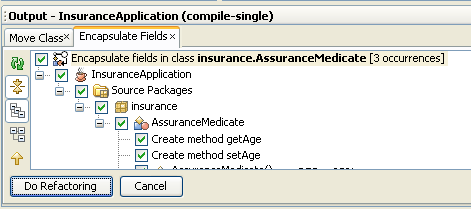 Output - InsuranceApplication (compile-single)
Move Class Encapsulate Fields
Encapsulate fields in class insurance.AssuranceMedicate [3 occurrences]
InsuranceApplication
Source Packages
insurance
AssuranceMedicate
Create method getAge
Create method setAge
Do Refactoring Cancel